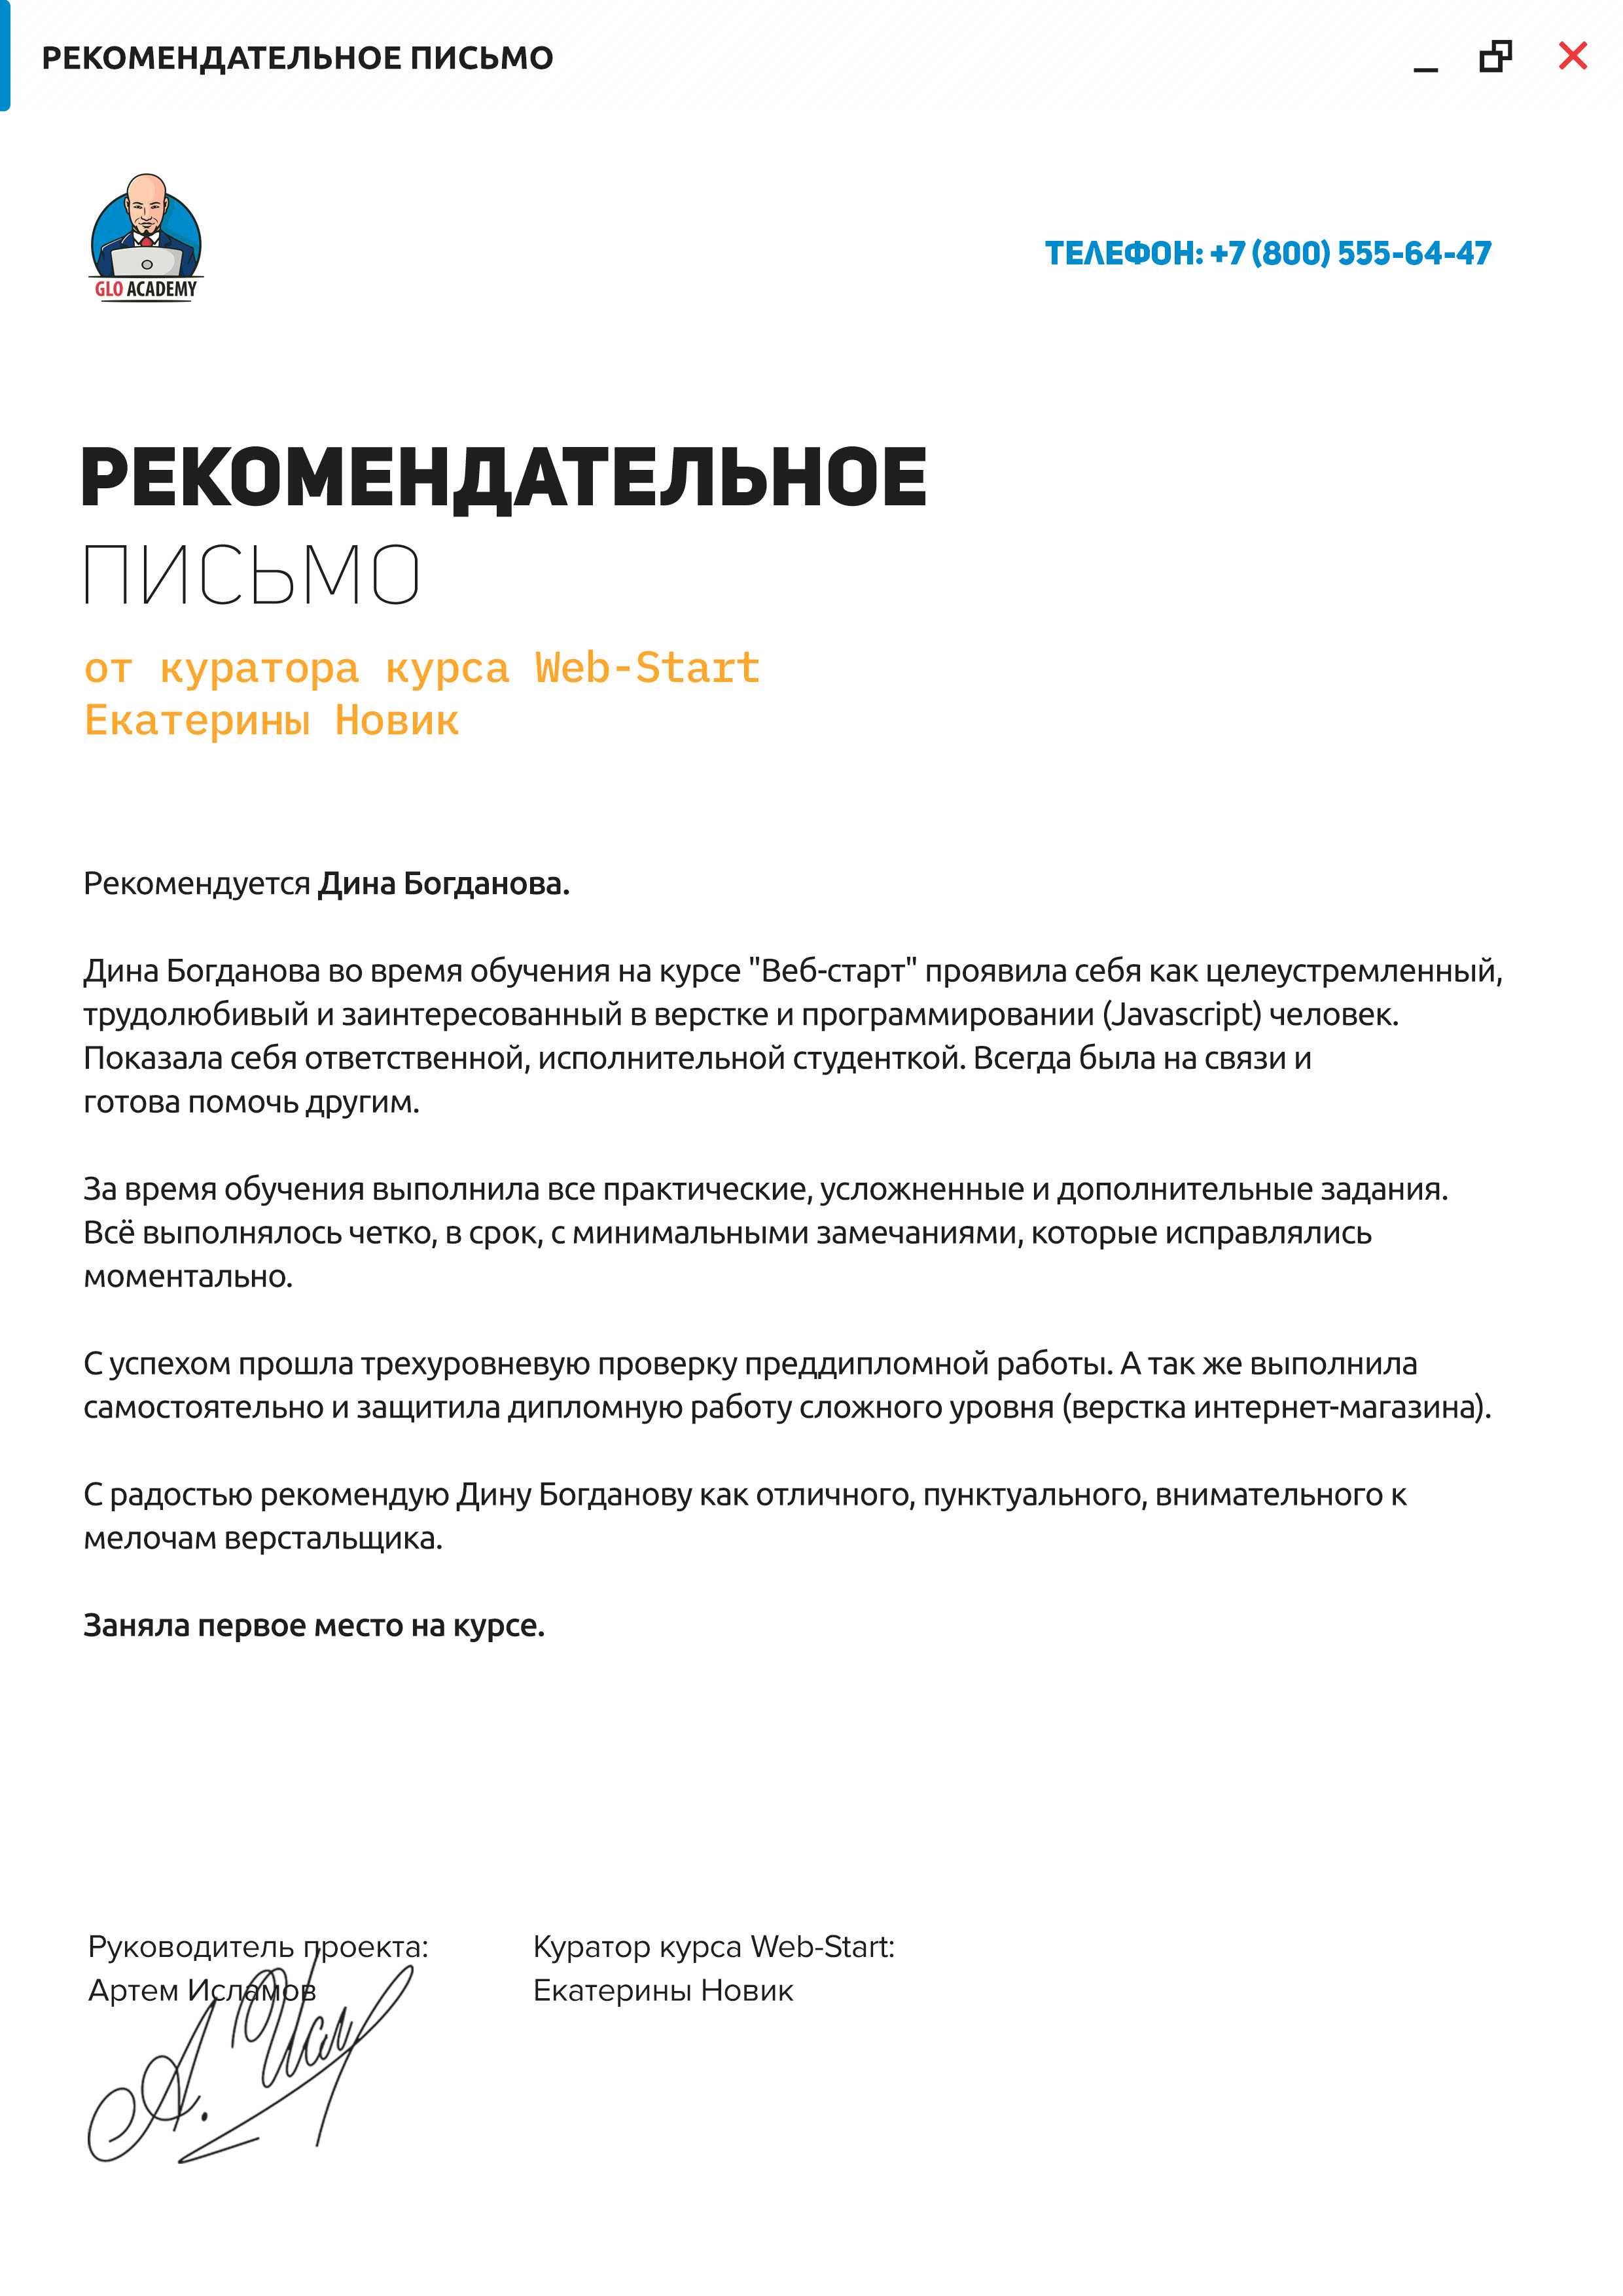 РЕКОМЕНДАТЕЛЬНОЕ ПИСЬМО
GLO ACADEMY
ТЕЛЕФОН: +7 (800) 555-64-47
РЕКОМЕНДАТЕЛЬНОЕ
ПИСЬМО
от куратора курса Web-Start
Екатерины Новик
Рекомендуется Дина Богданова.
Дина Богданова во время обучения на курсе "Веб-старт" проявила себя как целеустремленный,
трудолюбивый и заинтересованный в верстке и программировании (Javascript) человек.
Показала себя ответственной, исполнительной студенткой. Всегда была на связи и
готова помочь другим.
За время обучения выполнила все практические, усложненные и дополнительные задания.
Всё выполнялось четко, в срок, с минимальными замечаниями, которые исправлялись
моментально.
С успехом прошла трехуровневую проверку преддипломной работы. А так же выполнила
самостоятельно и защитила дипломную работу сложного уровня (верстка интернет-магазина).
С радостью рекомендую Дину Богданову как отличного, пунктуального, внимательного к
мелочам верстальщика.
Заняла первое место на курсе.
Руководитель проекта:
Артем Исламов
Куратор курса Web-Start:
Екатерины Новик